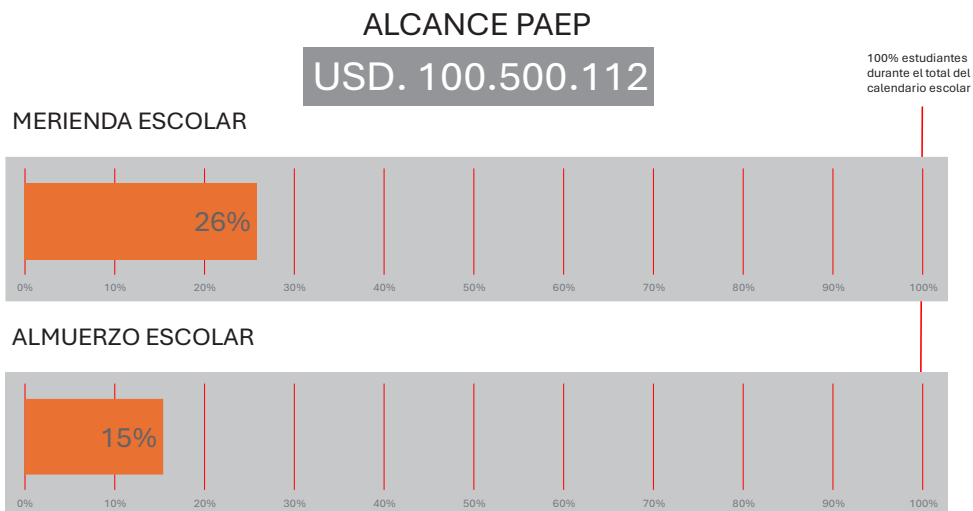 ALCANCE PAEP
USD. 100.500.112
100% estudiantes
durante el total del
calendario escolar
MERIENDA ESCOLAR
26%
0% 10% 20% 30% 40% 50% 60% 70% 80% 90% 100%
ALMUERZO ESCOLAR
15%
0% 10% 20% 30% 40% 50% 60% 70% 80% 90% 100%